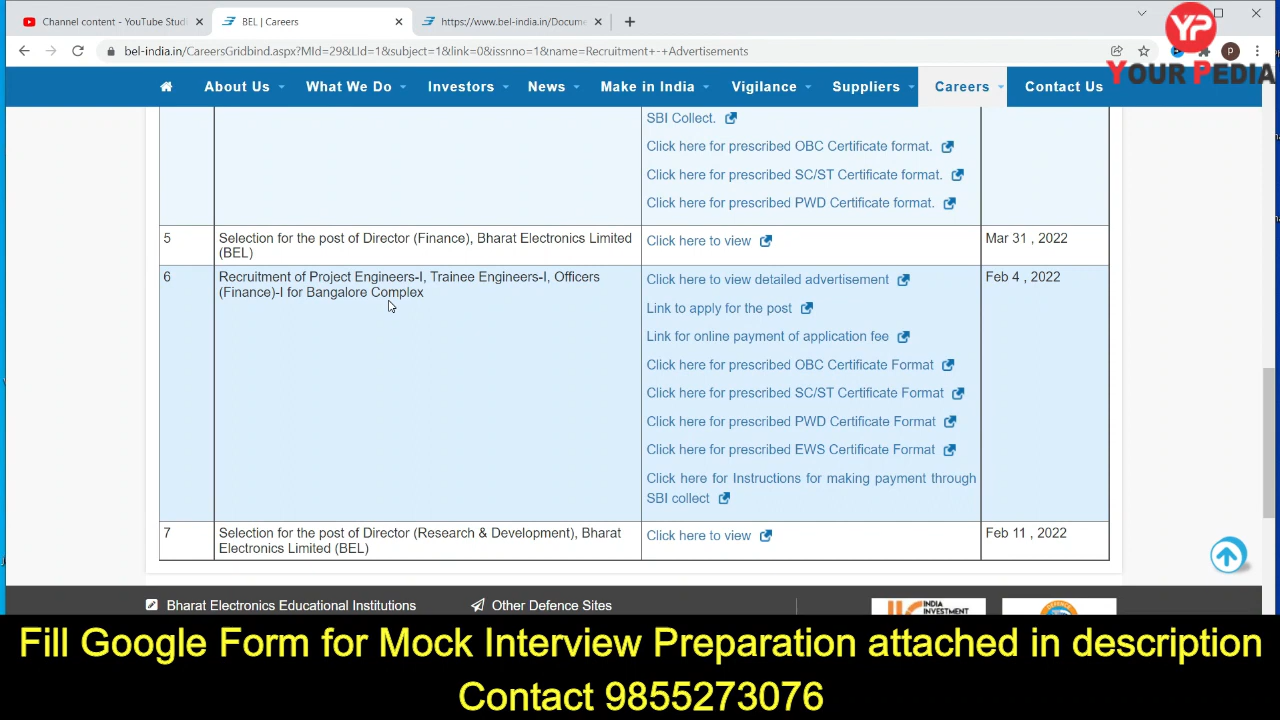 Channel content - YouTube Studi
BEL | Careers
https://www.bel-india.in/Docume
bel-india.in/CareersGridbind.aspx?MId=29&LId=1&subject=1&link=0&issnno=1&name=Recruitment+-+Advertisements
p
YP
YOUR PEDIA
About Us
What We Do
Investors
News
Make in India
Vigilance
Suppliers
Careers
Contact Us
SBI Collect.
Click here for prescribed OBC Certificate format.
Click here for prescribed SC/ST Certificate format.
Click here for prescribed PWD Certificate format.
5
Selection for the post of Director (Finance), Bharat Electronics Limited
(BEL)
Click here to view
Mar 31 , 2022
6
Recruitment of Project Engineers-I, Trainee Engineers-I, Officers
(Finance)-I for Bangalore Complex
Click here to view detailed advertisement
Feb 4 , 2022
Link to apply for the post
Link for online payment of application fee
Click here for prescribed OBC Certificate Format
Click here for prescribed SC/ST Certificate Format
Click here for prescribed PWD Certificate Format
Click here for prescribed EWS Certificate Format
Click here for Instructions for making payment through
SBI collect
7
Selection for the post of Director (Research & Development), Bharat
Electronics Limited (BEL)
Click here to view
Feb 11 , 2022
Bharat Electronics Educational Institutions
Other Defence Sites
INDIA
INVESTMENT
Fill Google Form for Mock Interview Preparation attached in description
Contact 9855273076